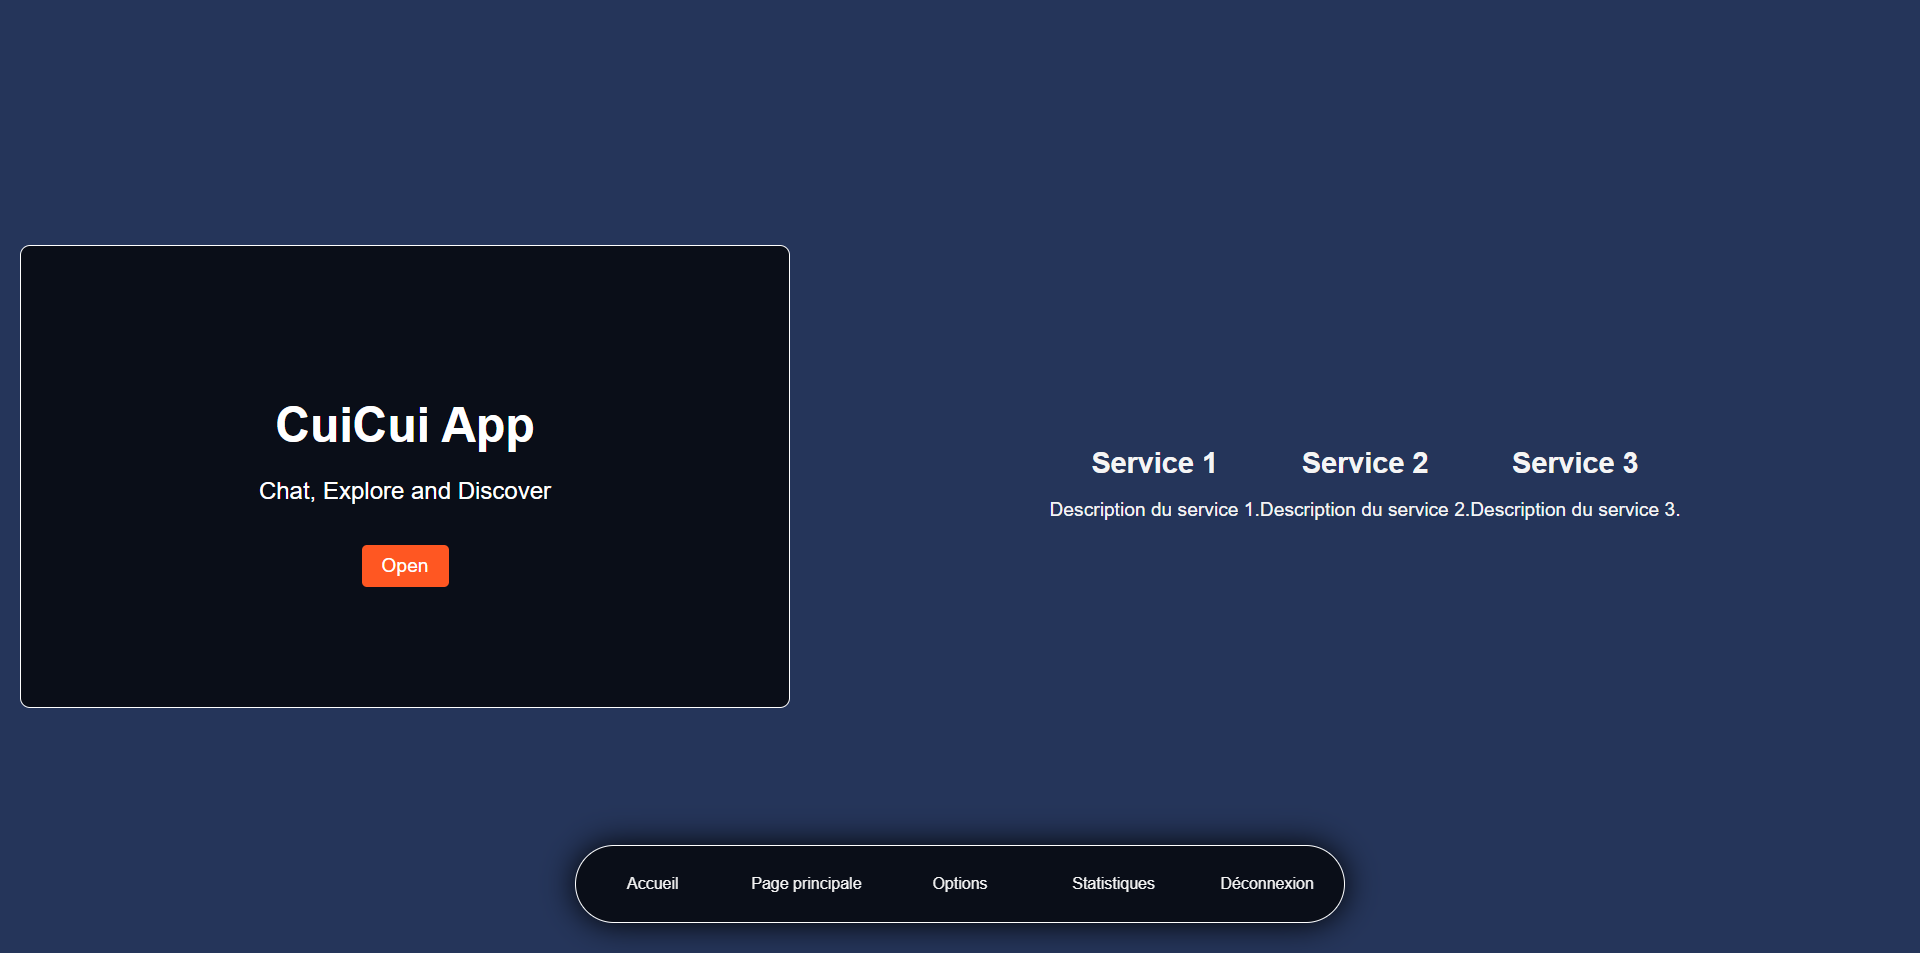 CuiCui App
Chat, Explore and Discover
Open
Service 1
Description du service 1.
Service 2
Description du service 2.
Service 3
Description du service 3.
Accueil
Page principale
Options
Statistiques
Déconnexion